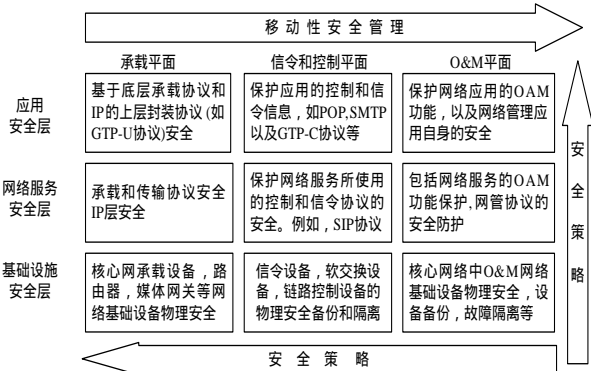 移动性安全管理
承载平面
信令和控制平面
O&M平面
应用
安全层
基于底层承载协议和
IP的上层封装协议 (如
GTP-U协议)安全
保护应用的控制和信
令信息，如POP,SMTP
以及GTP-C协议等
保护网络应用的OAM
功能，以及网络管理应
用自身的安全
网络服务
安全层
承载和传输协议安全
IP层安全
保护网络服务所使用
的控制和信令协议的
安全。例如，SIP协议
包括网络服务的OAM
功能保护,网管协议的
安全防护
基础设施
安全层
核心网承载设备，路
由器，媒体网关等网
络基础设备物理安全
信令设备，软交换设
备，链路控制设备的
物理安全备份和隔离
核心网络中O&M网络
基础设备物理安全，设
备备份，故障隔离等
安
全
策
略
安全策略